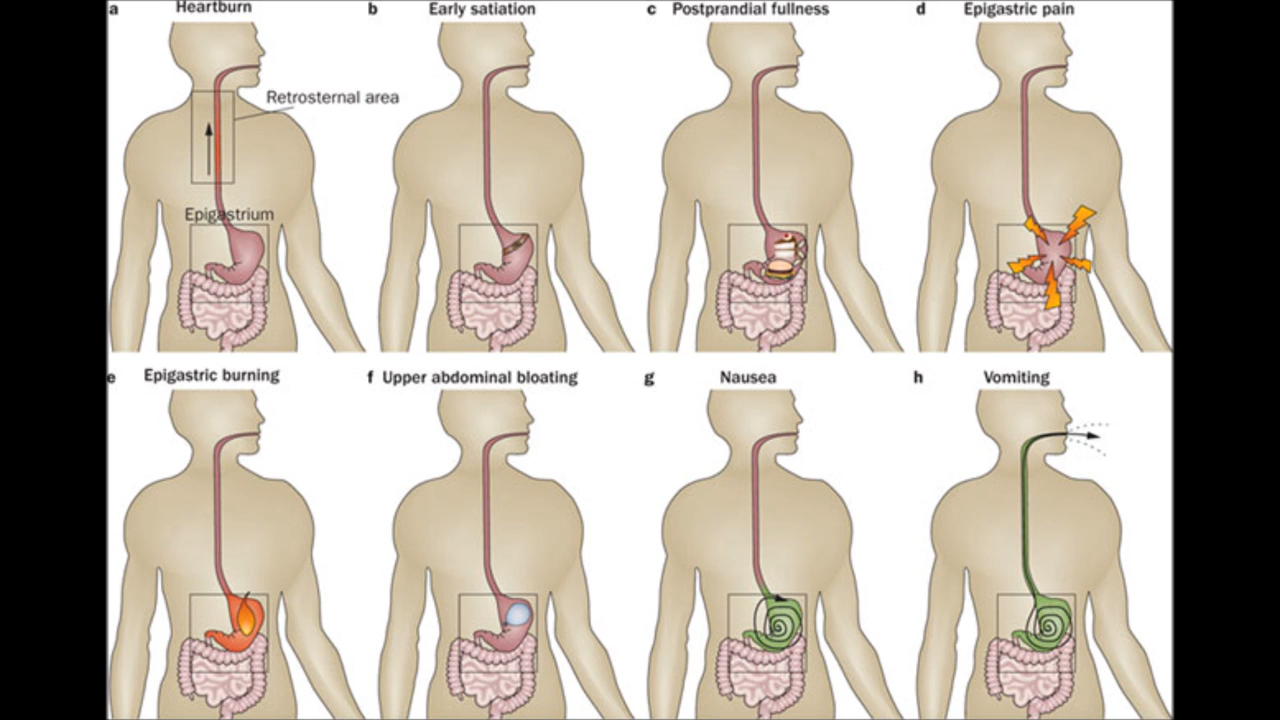 a Heartburn
b Early satiation
c Postprandial fullness
d Epigastric pain
Retrosternal area
Epigastrium
e Epigastric burning
f Upper abdominal bloating
g Nausea
h Vomiting